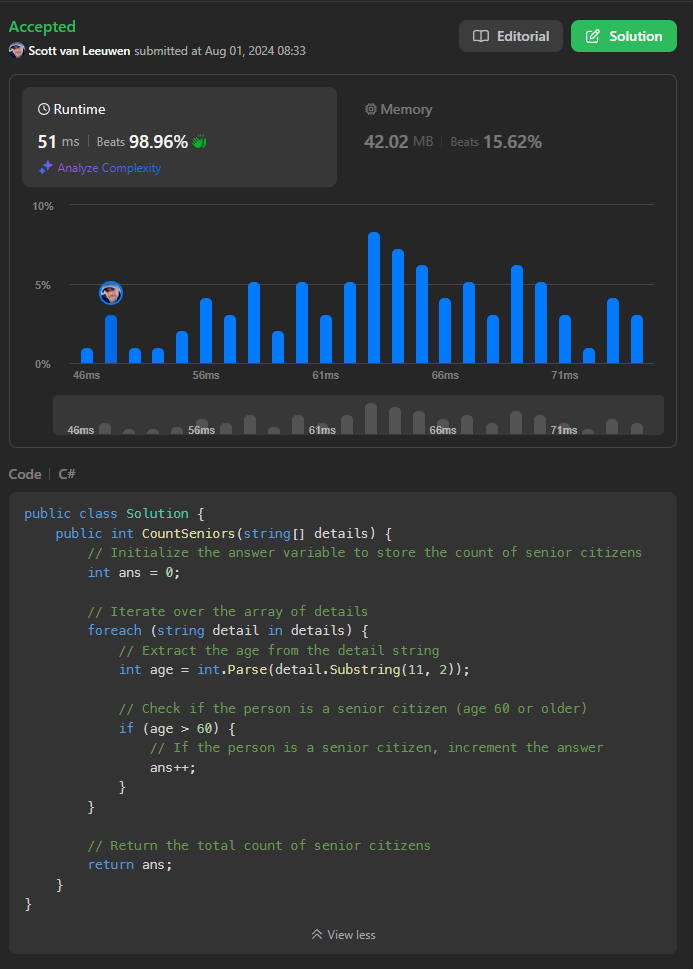 Accepted
Scott van Leeuwen submitted at Aug 01, 2024 08:33
Editorial
Solution
Runtime
51 ms | Beats 98.96%
Analyze Complexity
Memory
42.02 MB | Beats 15.62%
10%
5%
0%
46ms 56ms 61ms 66ms 71ms
46ms 56ms 61ms 66ms 71ms
Code | C#
public class Solution {
    public int CountSeniors(string[] details) {
        // Initialize the answer variable to store the count of senior citizens
        int ans = 0;

        // Iterate over the array of details
        foreach (string detail in details) {
            // Extract the age from the detail string
            int age = int.Parse(detail.Substring(11, 2));

            // Check if the person is a senior citizen (age 60 or older)
            if (age > 60) {
                // If the person is a senior citizen, increment the answer
                ans++;
            }
        }

        // Return the total count of senior citizens
        return ans;
    }
}
View less